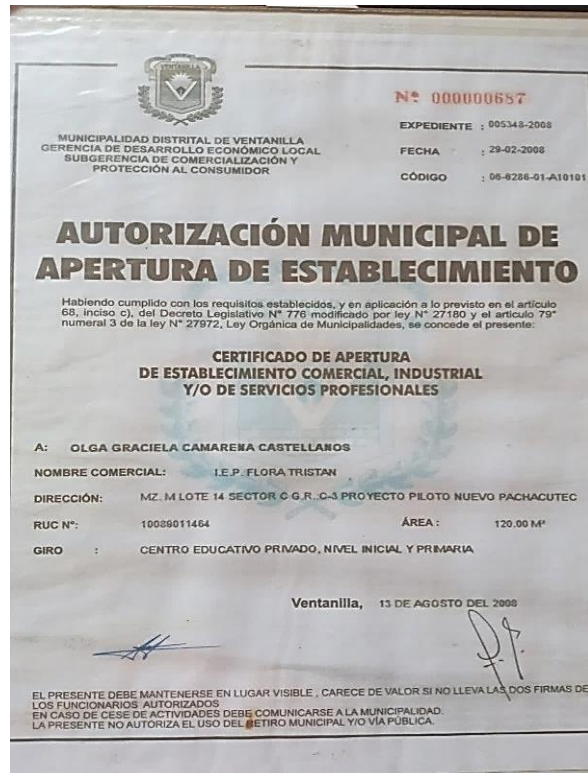 VENTANILLA
Nº 000000687
MUNICIPALIDAD DISTRITAL DE VENTANILLA
GERENCIA DE DESARROLLO ECONÓMICO LOCAL
SUBGERENCIA DE COMERCIALIZACIÓN Y
PROTECCIÓN AL CONSUMIDOR
EXPEDIENTE : 005348-2008
FECHA : 29-02-2008
CÓDIGO : 06-6286-01-A10101
AUTORIZACIÓN MUNICIPAL DE
APERTURA DE ESTABLECIMIENTO
Habiendo cumplido con los requisitos establecidos, y en aplicación a lo previsto en el artículo
68, inciso c), del Decreto Legislativo N° 776 modificado por ley N° 27180 y el artículo 79°
numeral 3 de la ley N° 27972, Ley Orgánica de Municipalidades, se concede el presente:
CERTIFICADO DE APERTURA
DE ESTABLECIMIENTO COMERCIAL, INDUSTRIAL
Y/O DE SERVICIOS PROFESIONALES
A: OLGA GRACIELA CAMARENA CASTELLANOS
NOMBRE COMERCIAL: I.E.P. FLORA TRISTAN
DIRECCIÓN: MZ. M LOTE 14 SECTOR C G.R. C-3 PROYECTO PILOTO NUEVO PACHACUTEC
RUC Nº: 10089011464 ÁREA : 120.00 M²
GIRO : CENTRO EDUCATIVO PRIVADO, NIVEL INICIAL Y PRIMARIA
Ventanilla, 13 DE AGOSTO DEL 2008
EL PRESENTE DEBE MANTENERSE EN LUGAR VISIBLE , CARECE DE VALOR SI NO LLEVA LAS DOS FIRMAS DE
LOS FUNCIONARIOS AUTORIZADOS
EN CASO DE CESE DE ACTIVIDADES DEBE COMUNICARSE A LA MUNICIPALIDAD.
LA PRESENTE NO AUTORIZA EL USO DEL RETIRO MUNICIPAL Y/O VÍA PÚBLICA.